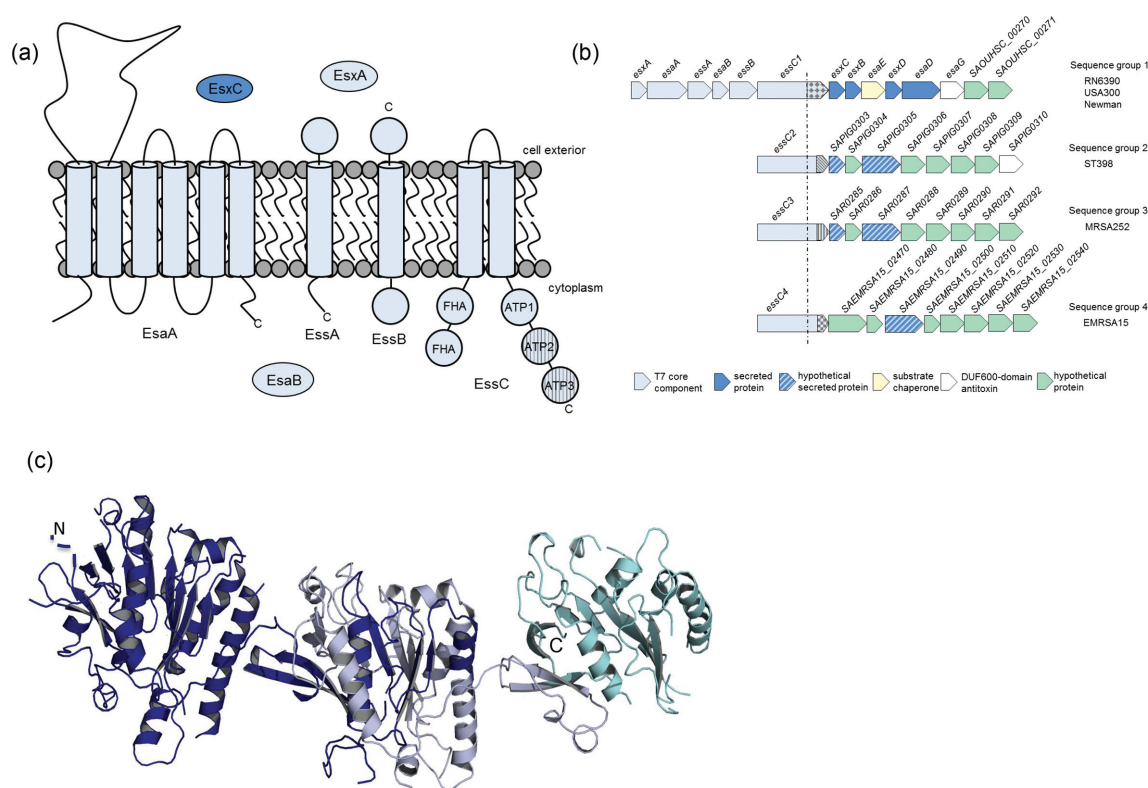 (a)
EsxC
EsxA
C
cell exterior
cytoplasm
FHA
ATP1
FHA
ATP2
ATP3
C
C
C
EsaA
EssA
EssB
EssC
EsaB
(b)
esxA
esaA
essA
esaB
essB
essC1
esxC
esxB
esaE
esxD
esaD
esaG
SAOUHSC_00270
SAOUHSC_00271
Sequence group 1
RN6390
USA300
Newman
essC2
SAPIG0303
SAPIG0304
SAPIG0305
SAPIG0306
SAPIG0307
SAPIG0308
SAPIG0309
SAPIG0310
Sequence group 2
ST398
essC3
SAR0285
SAR0286
SAR0287
SAR0288
SAR0289
SAR0290
SAR0291
SAR0292
Sequence group 3
MRSA252
essC4
SAEMRSA15_02470
SAEMRSA15_02480
SAEMRSA15_02490
SAEMRSA15_02500
SAEMRSA15_02510
SAEMRSA15_02520
SAEMRSA15_02530
SAEMRSA15_02540
Sequence group 4
EMRSA15
T7 core
component
secreted
protein
hypothetical
secreted protein
substrate
chaperone
DUF600-domain
antitoxin
hypothetical
protein
(c)
N
C